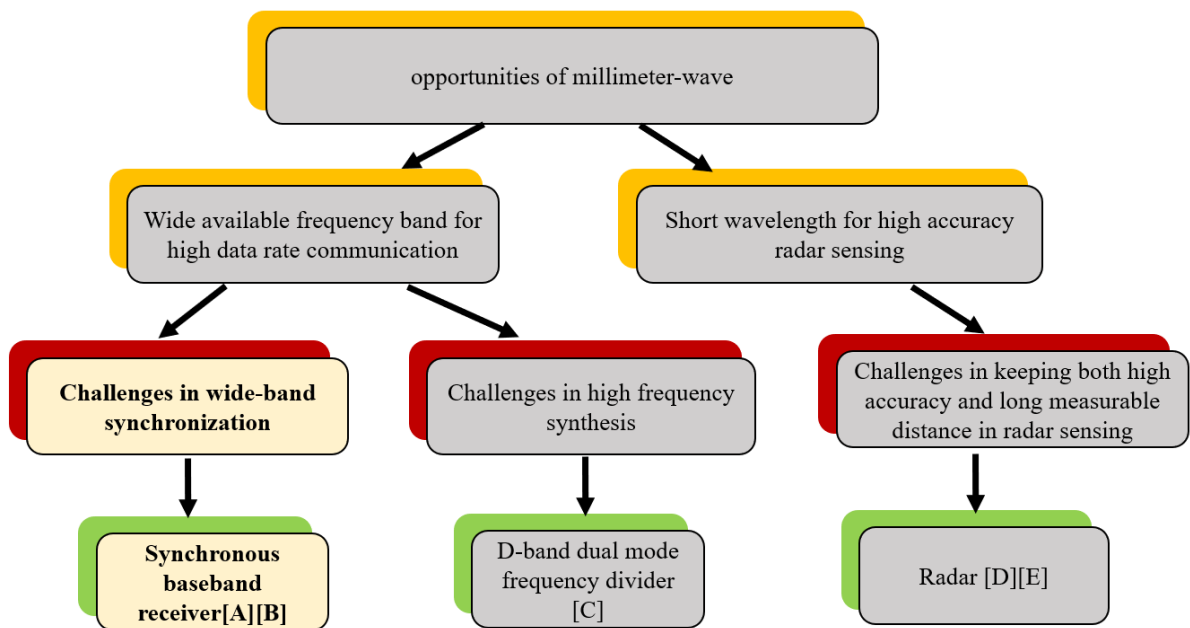 opportunities of millimeter-wave
Wide available frequency band for
high data rate communication
Short wavelength for high accuracy
radar sensing
Challenges in wide-band
synchronization
Challenges in high frequency
synthesis
Challenges in keeping both high
accuracy and long measurable
distance in radar sensing
Synchronous
baseband
receiver[A][B]
D-band dual mode
frequency divider
[C]
Radar [D][E]